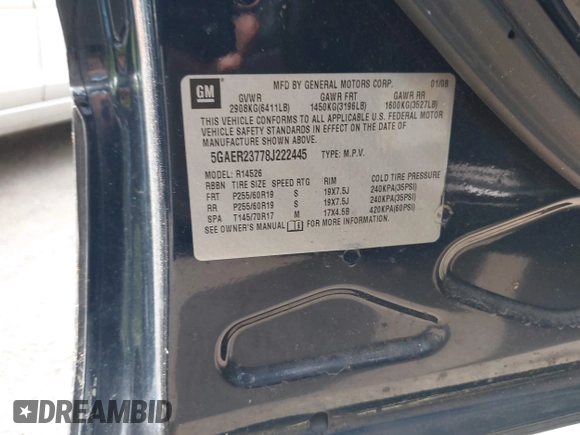 GM
MFD BY GENERAL MOTORS CORP. 01/08
GVWR GAWR FRT GAWR RR
2908KG(6411LB) 1450KG(3196LB) 1600KG(3527LB)
THIS VEHICLE CONFORMS TO ALL APPLICABLE U.S. FEDERAL MOTOR
VEHICLE SAFETY STANDARDS IN EFFECT ON THE DATE OF
MANUFACTURE SHOWN ABOVE.
5GAER23778J222445 TYPE: M.P.V.
MODEL: R14526
RBBN TIRE SIZE SPEED RTG RIM COLD TIRE PRESSURE
FRT P255/60R19 S 19X7.5J 240KPA(35PSI)
RR P255/60R19 S 19X7.5J 240KPA(35PSI)
SPA T145/70R17 M 17X4.5B 420KPA(60PSI)
SEE OWNER'S MANUAL FOR MORE INFORMATION.
DREAMBID